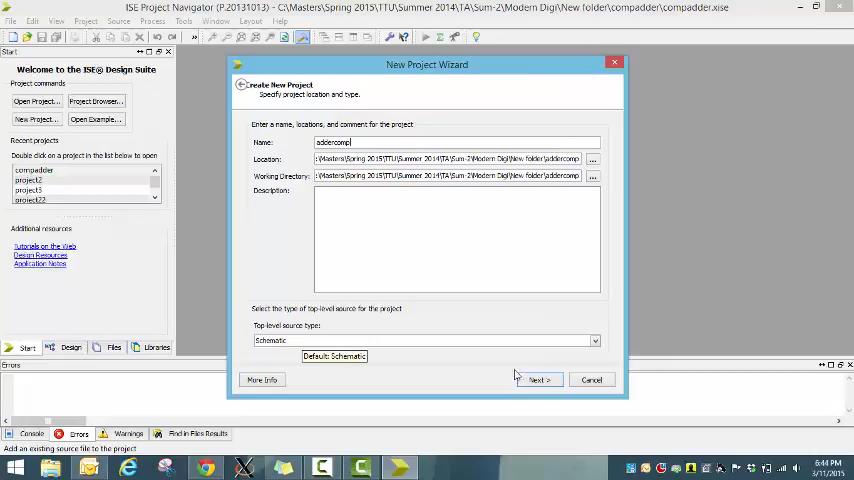 ISE Project Navigator (P.20131013) - C:\Masters\Spring 2015\TTU\Summer 2014\TA\Sum-2\Modern Digi\New folder\compadder\compadder.xise
File Edit View Project Source Process Tools Window Layout Help
Start
Welcome to the ISE® Design Suite
Project commands
Open Project... Project Browser...
New Project... Open Example...
Recent projects
Double click on a project in the list below to open
compadder
project2
project3
project22
Additional resources
Tutorials on the Web
Design Resources
Application Notes
Start Design Files Libraries
New Project Wizard
Create New Project
Specify project location and type.
Enter a name, locations, and comment for the project
Name: addercomp
Location: :\Masters\Spring 2015\TTU\Summer 2014\TA\Sum-2\Modern Digi\New folder\addercomp ...
Working Directory: :\Masters\Spring 2015\TTU\Summer 2014\TA\Sum-2\Modern Digi\New folder\addercomp ...
Description:
Select the type of top-level source for the project
Top-level source type:
Schematic
Default: Schematic
More Info Next > Cancel
Errors
Console Errors Warnings Find in Files Results
Add an existing source file to the project
6:44 PM
3/11/2015